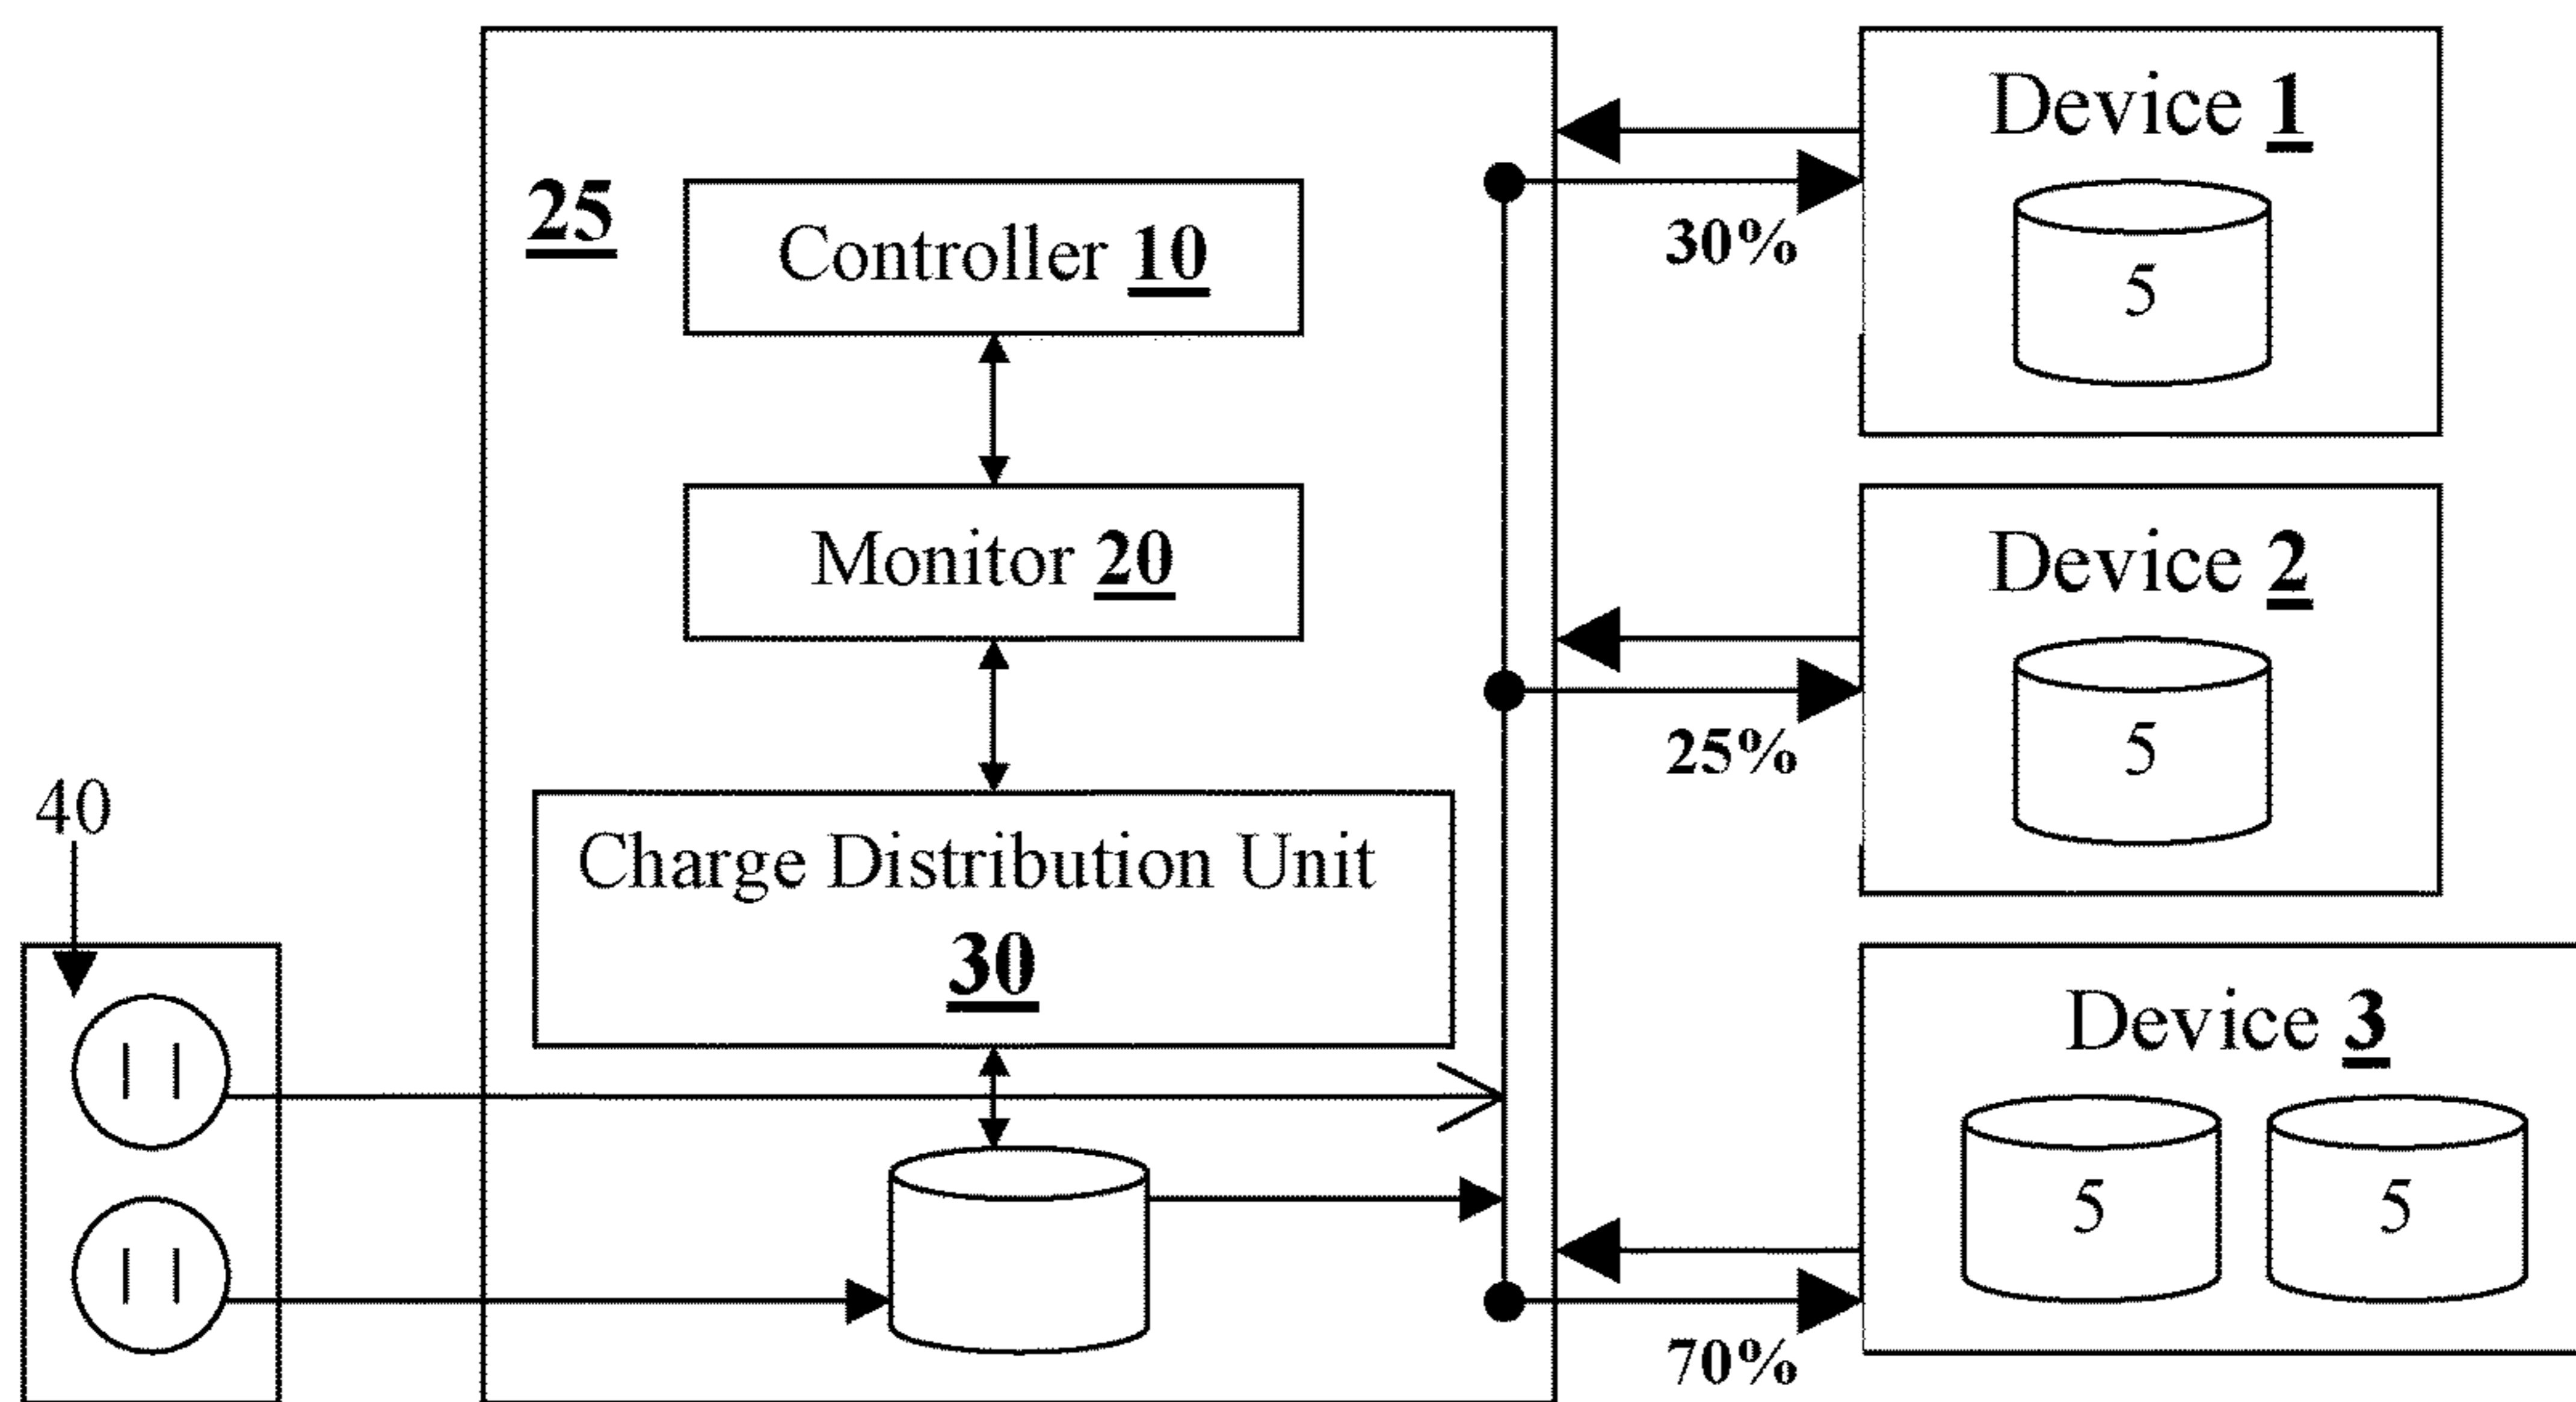 25
Controller 10
Monitor 20
Charge Distribution Unit
30
40
30%
25%
70%
Device 1
5
Device 2
5
Device 3
5 5